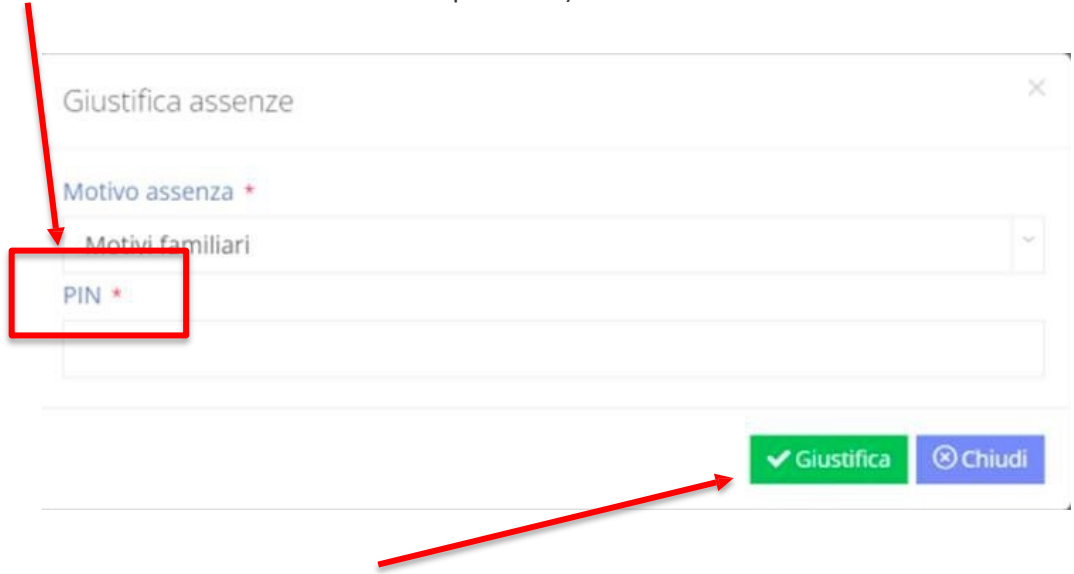 Giustifica assenze
Motivo assenza *
Motivi familiari
PIN *
Giustifica
Chiudi